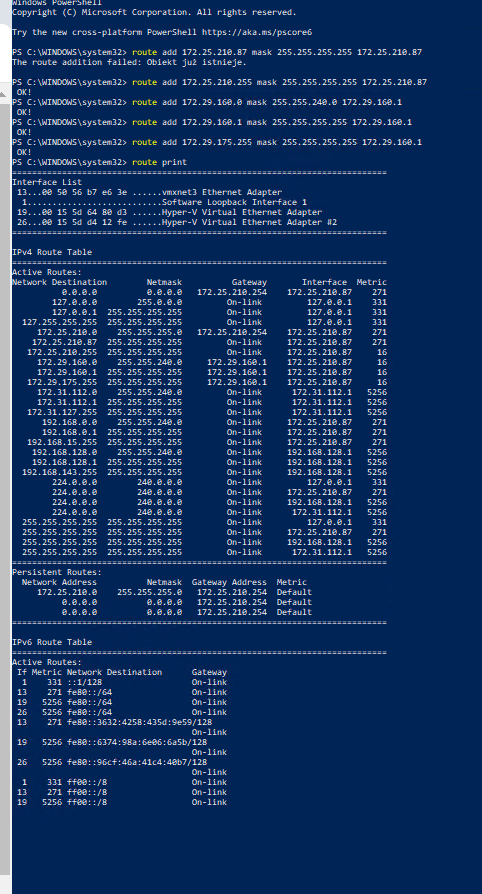 Windows PowerShell
Copyright (C) Microsoft Corporation. All rights reserved.
Try the new cross-platform PowerShell https://aka.ms/pscore6
PS C:\WINDOWS\system32> route add 172.25.210.87 mask 255.255.255.255 172.25.210.87
The route addition failed: Obiekt już istnieje.
PS C:\WINDOWS\system32> route add 172.25.210.255 mask 255.255.255.255 172.25.210.87
OK!
PS C:\WINDOWS\system32> route add 172.29.160.0 mask 255.255.240.0 172.29.160.1
OK!
PS C:\WINDOWS\system32> route add 172.29.160.1 mask 255.255.255.255 172.29.160.1
OK!
PS C:\WINDOWS\system32> route add 172.29.175.255 mask 255.255.255.255 172.29.160.1
OK!
PS C:\WINDOWS\system32> route print
===========================================================================
Interface List
13...00 50 56 b7 e6 3e ......vmxnet3 Ethernet Adapter
1...........................Software Loopback Interface 1
19...00 15 5d 64 80 d3 ......Hyper-V Virtual Ethernet Adapter
26...00 15 5d d4 12 fe ......Hyper-V Virtual Ethernet Adapter #2
===========================================================================
IPv4 Route Table
===========================================================================
Active Routes:
Network Destination Netmask Gateway Interface Metric
0.0.0.0 0.0.0.0 172.25.210.254 172.25.210.87 271
127.0.0.0 255.0.0.0 On-link 127.0.0.1 331
127.0.0.1 255.255.255.255 On-link 127.0.0.1 331
127.255.255.255 255.255.255.255 On-link 127.0.0.1 331
172.25.210.0 255.255.255.0 172.25.210.254 172.25.210.87 271
172.25.210.87 255.255.255.255 On-link 172.25.210.87 271
172.25.210.255 255.255.255.255 On-link 172.25.210.87 16
172.29.160.0 255.255.240.0 172.29.160.1 172.25.210.87 16
172.29.160.1 255.255.255.255 172.29.160.1 172.25.210.87 16
172.29.175.255 255.255.255.255 172.29.160.1 172.25.210.87 16
172.31.112.0 255.255.240.0 On-link 172.31.112.1 5256
172.31.112.1 255.255.255.255 On-link 172.31.112.1 5256
172.31.127.255 255.255.255.255 On-link 172.31.112.1 5256
192.168.0.0 255.255.240.0 On-link 172.25.210.87 271
192.168.0.1 255.255.255.255 On-link 172.25.210.87 271
192.168.15.255 255.255.255.255 On-link 172.25.210.87 271
192.168.128.0 255.255.240.0 On-link 192.168.128.1 5256
192.168.128.1 255.255.255.255 On-link 192.168.128.1 5256
192.168.143.255 255.255.255.255 On-link 192.168.128.1 5256
224.0.0.0 240.0.0.0 On-link 127.0.0.1 331
224.0.0.0 240.0.0.0 On-link 172.25.210.87 271
224.0.0.0 240.0.0.0 On-link 192.168.128.1 5256
224.0.0.0 240.0.0.0 On-link 172.31.112.1 5256
255.255.255.255 255.255.255.255 On-link 127.0.0.1 331
255.255.255.255 255.255.255.255 On-link 172.25.210.87 271
255.255.255.255 255.255.255.255 On-link 192.168.128.1 5256
255.255.255.255 255.255.255.255 On-link 172.31.112.1 5256
===========================================================================
Persistent Routes:
Network Address Netmask Gateway Address Metric
172.25.210.0 255.255.255.0 172.25.210.254 Default
0.0.0.0 0.0.0.0 172.25.210.254 Default
0.0.0.0 0.0.0.0 172.25.210.254 Default
===========================================================================
IPv6 Route Table
===========================================================================
Active Routes:
If Metric Network Destination Gateway
1 331 ::1/128 On-link
13 271 fe80::/64 On-link
19 5256 fe80::/64 On-link
26 5256 fe80::/64 On-link
13 271 fe80::3632:4258:435d:9e59/128
On-link
19 5256 fe80::6374:98a:6e06:6a5b/128
On-link
26 5256 fe80::96cf:46a:41c4:40b7/128
On-link
1 331 ff00::/8 On-link
13 271 ff00::/8 On-link
19 5256 ff00::/8 On-link